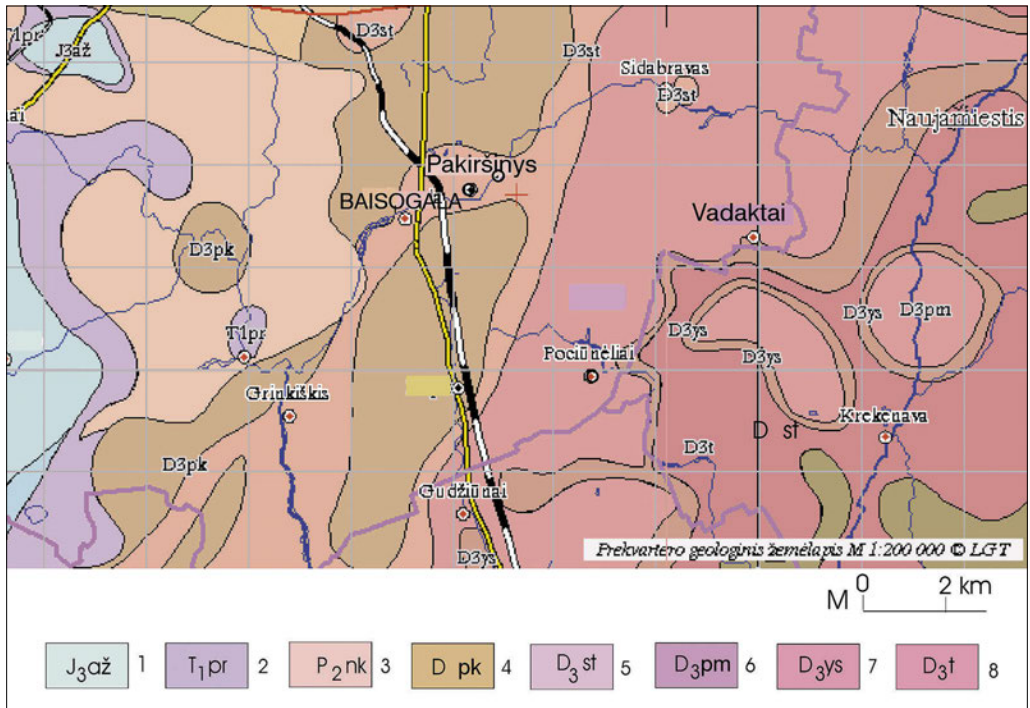 T1pr
J3až
D3st
D3st
Sidabravas
D3st
Naujamiestis
Pakiršinys
BAISOGALA
Vadaktai
D3pk
T1pr
D3ys
D3ys
D3ys
D3pm
Pociūnėliai
Grinkiškis
Krekenava
D st
D3pk
D3t
Gudžiūnai
D3ys
Prekvartero geologinis žemėlapis M 1:200 000 © LGT
M 0 2 km
J3až 1 T1pr 2 P2nk 3 D pk 4 D3st 5 D3pm 6 D3ys 7 D3t 8